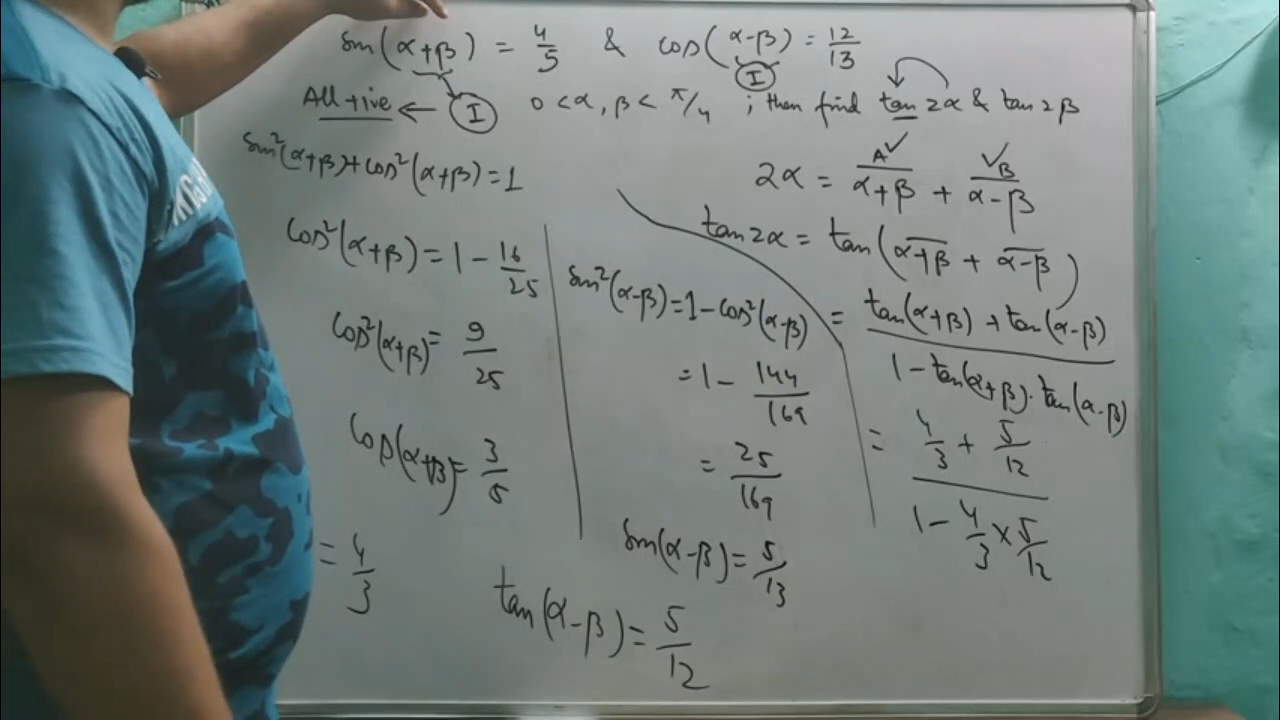 sin(α+β) = 4/5 & cos(α-β) = 12/13
All +ive ← I 0 < α, β < π/4 ; then find tan 2α & tan 2β
I
sin²(α+β)+cos²(α+β)=1
cos²(α+β) = 1 - 16/25
cos²(α+β) = 9/25
cos(α+β) = 3/5
= 4/3
sin²(α-β) = 1 - cos²(α-β)
= 1 - 144/169
= 25/169
sin(α-β) = 5/13
tan(α-β) = 5/12
A ✓ ✓ B
2α = α+β + α-β
tan 2α = tan(α+β + α-β)
= tan(α+β) + tan(α-β)
1 - tan(α+β). tan(α-β)
= 4/3 + 5/12
1 - 4/3 × 5/12